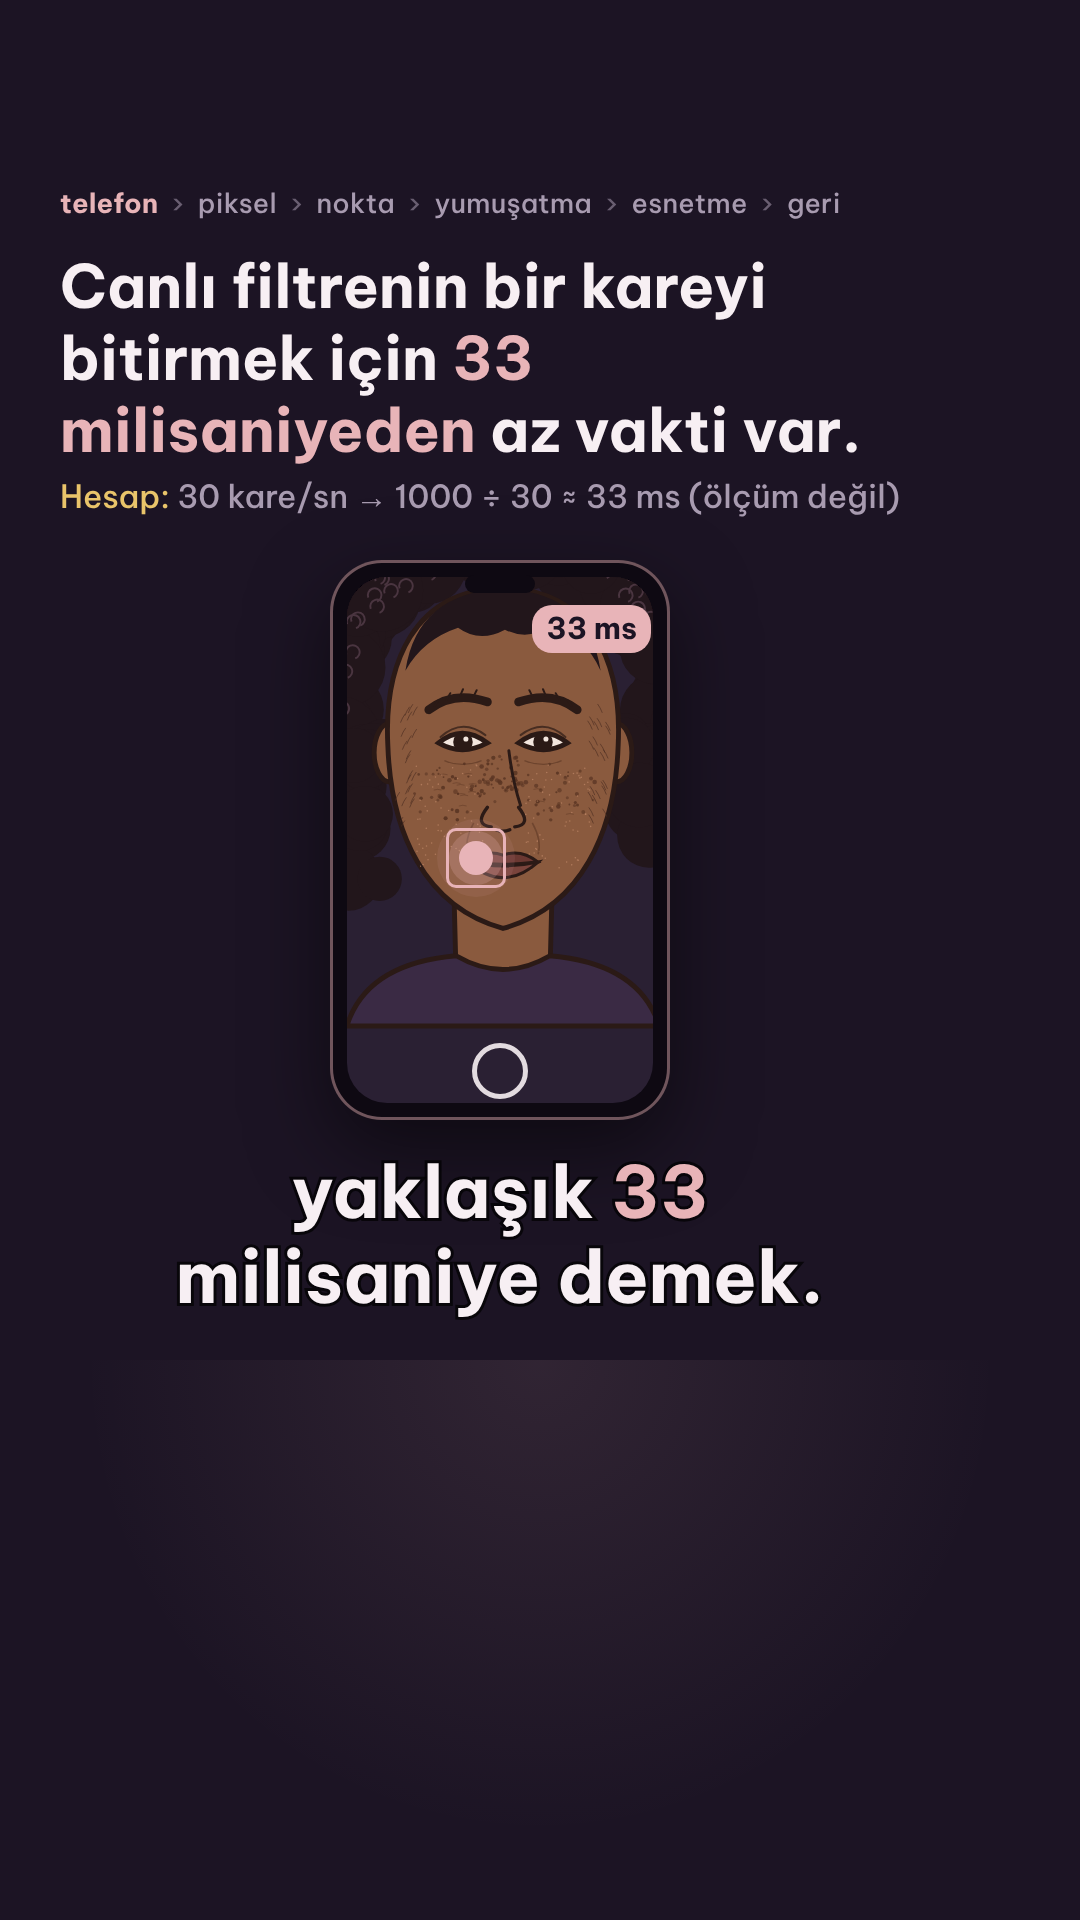 telefon > piksel > nokta > yumuşatma > esnetme > geri
Canlı filtrenin bir kareyi
bitirmek için 33
milisaniyeden az vakti var.
Hesap: 30 kare/sn → 1000 ÷ 30 ≈ 33 ms (ölçüm değil)
33 ms
yaklaşık 33
milisaniye demek.